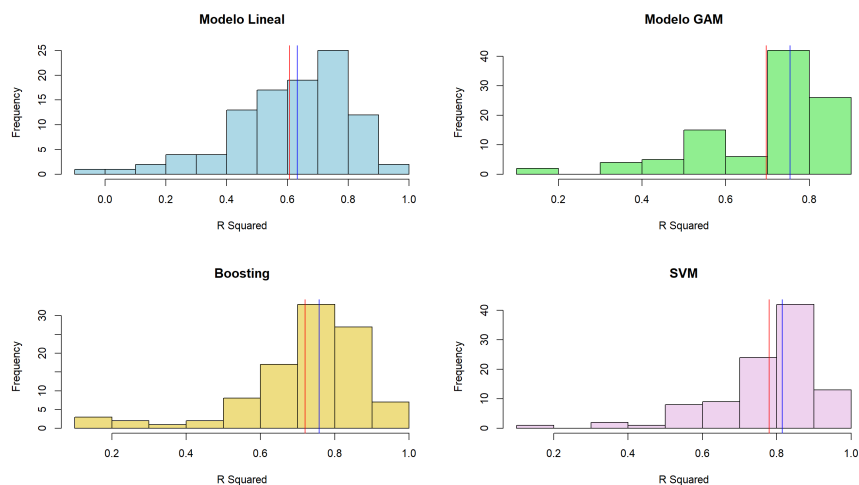 Modelo Lineal
Frequency
0 5 10 15 20 25
0.0 0.2 0.4 0.6 0.8 1.0
R Squared
Modelo GAM
Frequency
0 10 20 30 40
0.2 0.4 0.6 0.8
R Squared
Boosting
Frequency
0 5 10 20 30
0.2 0.4 0.6 0.8 1.0
R Squared
SVM
Frequency
0 10 20 30 40
0.2 0.4 0.6 0.8 1.0
R Squared